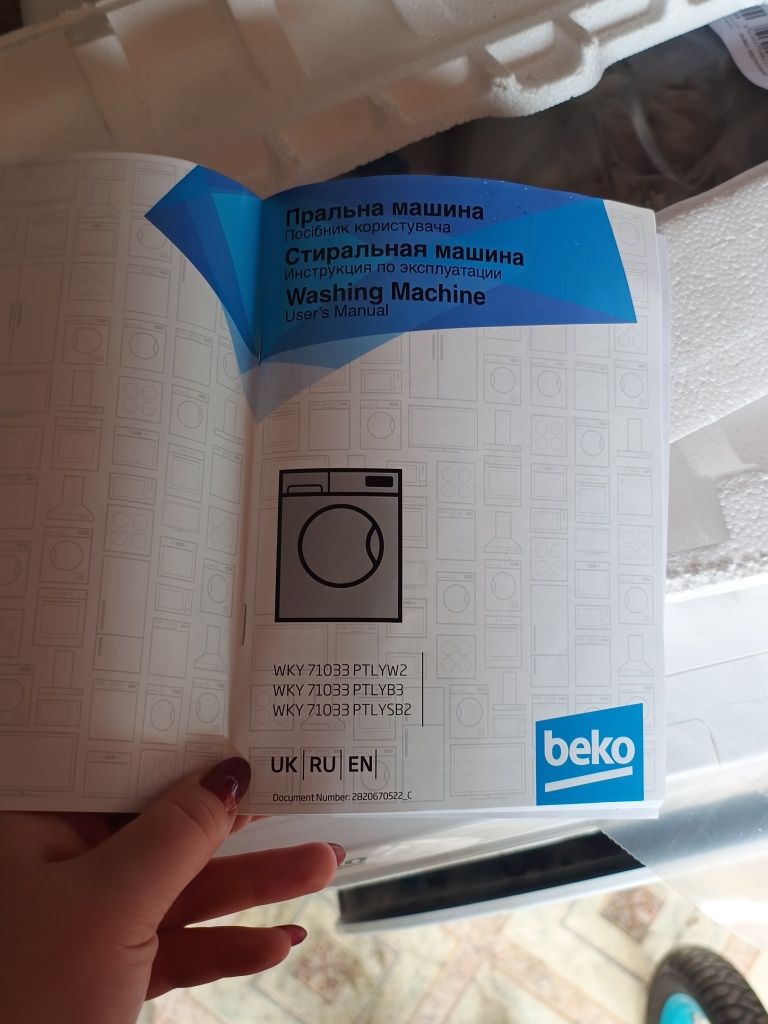 Пральна машина
Посібник користувача
Стиральная машина
Инструкция по эксплуатации
Washing Machine
User's Manual
WKY 71033 PTLYW2
WKY 71033 PTLYB3
WKY 71033 PTLYSB2
beko
UK RU EN
Document Number: 2820670522_C